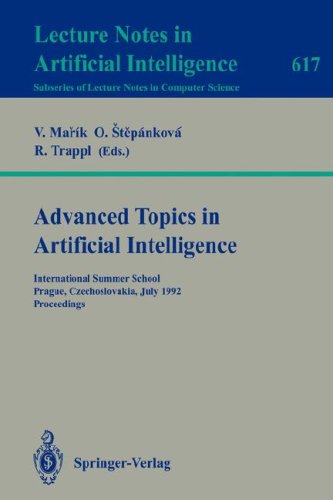 Lecture Notes in
Artificial Intelligence 617
Subseries of Lecture Notes in Computer Science
V. Mařík O. Štěpánková
R. Trappl (Eds.)
Advanced Topics in
Artificial Intelligence
International Summer School
Prague, Czechoslovakia, July 1992
Proceedings
Springer-Verlag